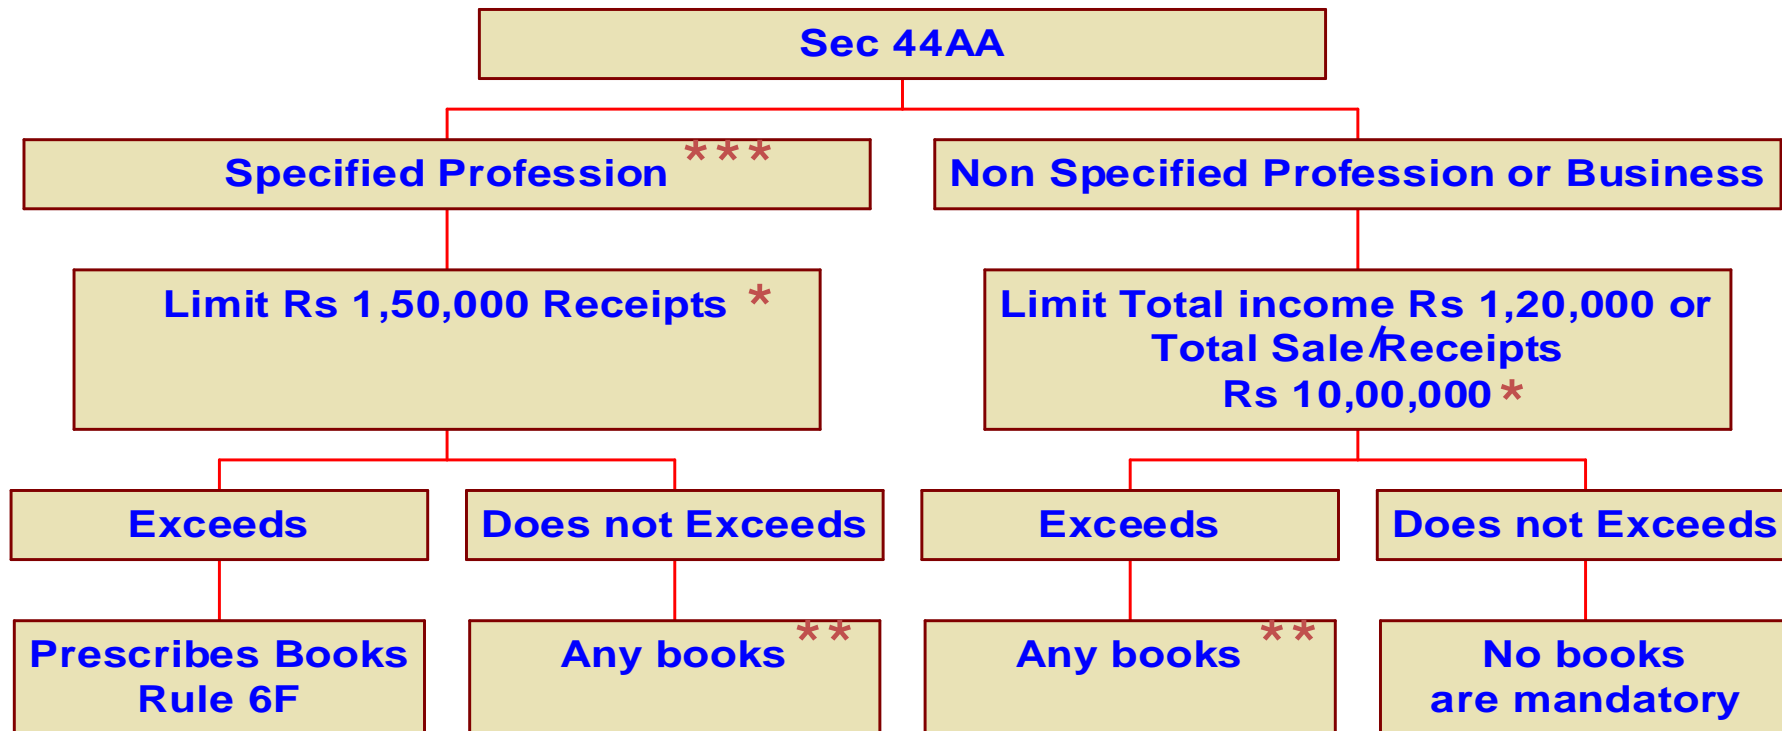 Sec 44AA
Specified Profession ***
Non Specified Profession or Business
Limit Rs 1,50,000 Receipts *
Limit Total income Rs 1,20,000 or
Total Sale/Receipts
Rs 10,00,000 *
Exceeds
Does not Exceeds
Exceeds
Does not Exceeds
Prescribes Books
Rule 6F
Any books **
Any books **
No books
are mandatory